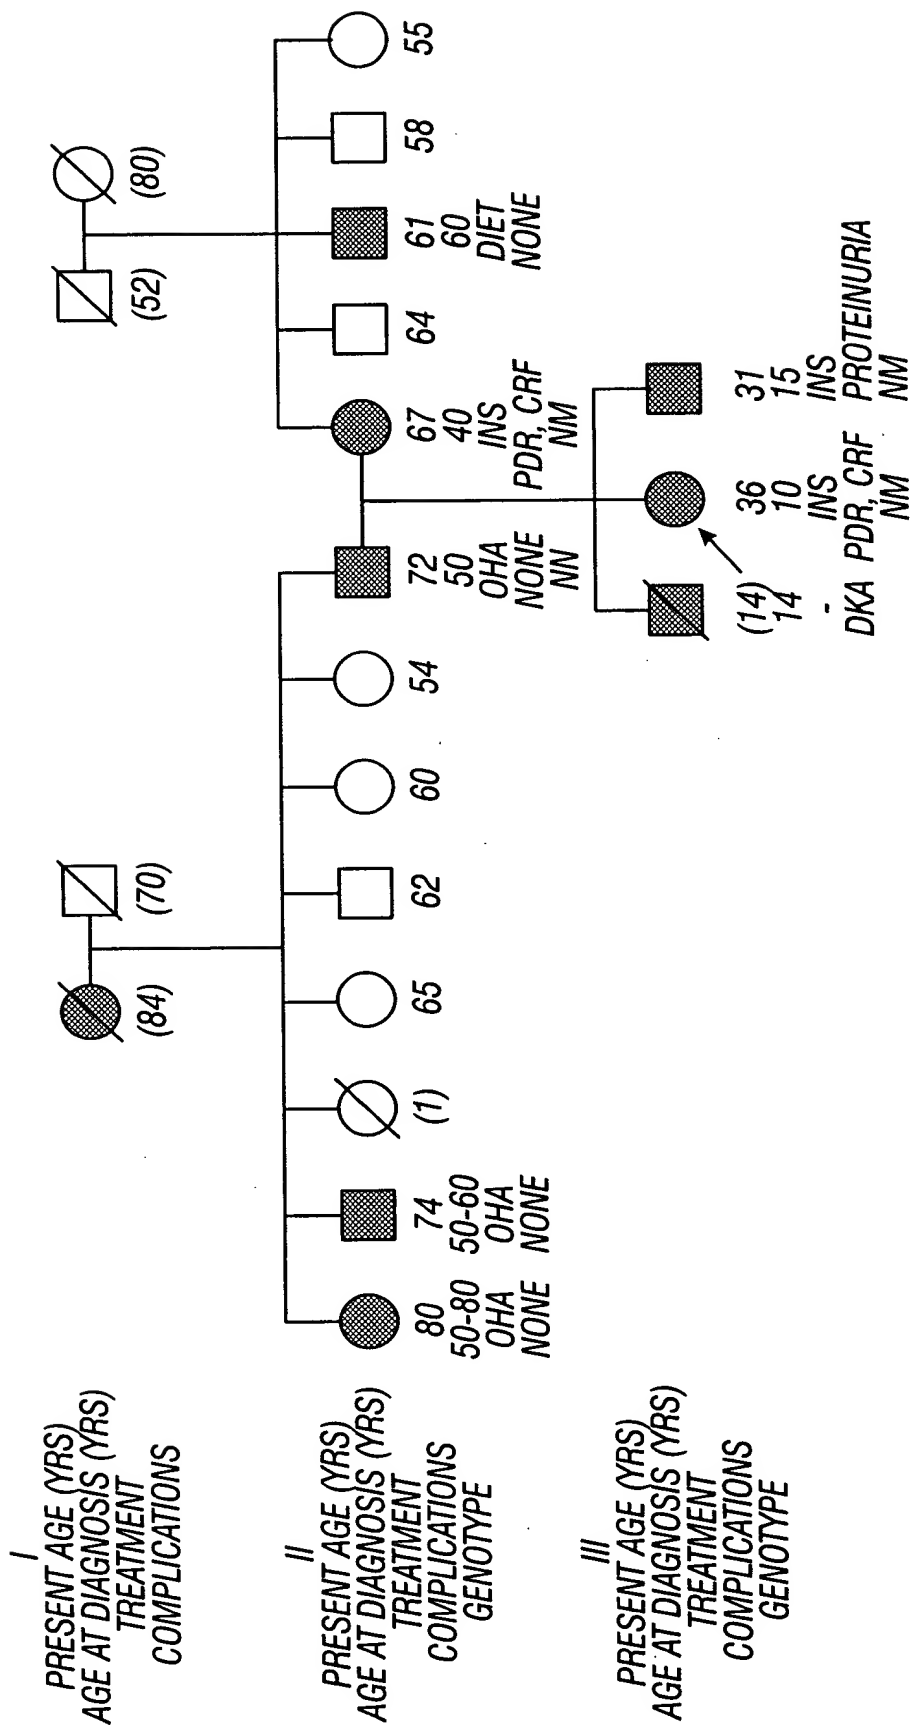 I
PRESENT AGE (YRS)
AGE AT DIAGNOSIS (YRS)
TREATMENT
COMPLICATIONS
(84)
(70)
(52)
(80)
II
PRESENT AGE (YRS)
AGE AT DIAGNOSIS (YRS)
TREATMENT
COMPLICATIONS
GENOTYPE
80
50-80
OHA
NONE
74
50-60
OHA
NONE
(1)
65
62
60
54
72
50
OHA
NONE
NN
67
40
INS
PDR, CRF
NM
64
61
60
DIET
NONE
58
55
III
PRESENT AGE (YRS)
AGE AT DIAGNOSIS (YRS)
TREATMENT
COMPLICATIONS
GENOTYPE
(14)
14
-
DKA
36
10
INS
PDR, CRF
NM
31
15
INS
PROTEINURIA
NM